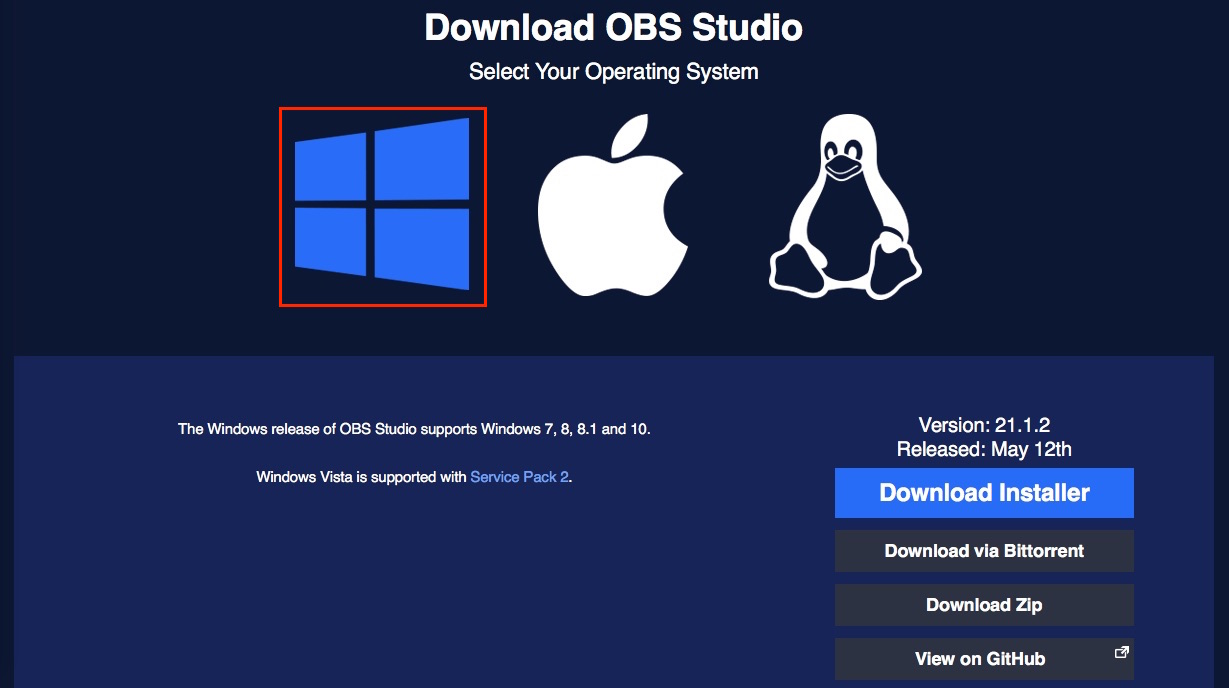 Download OBS Studio
Select Your Operating System
The Windows release of OBS Studio supports Windows 7, 8, 8.1 and 10.
Windows Vista is supported with Service Pack 2.
Version: 21.1.2
Released: May 12th
Download Installer
Download via Bittorrent
Download Zip
View on GitHub